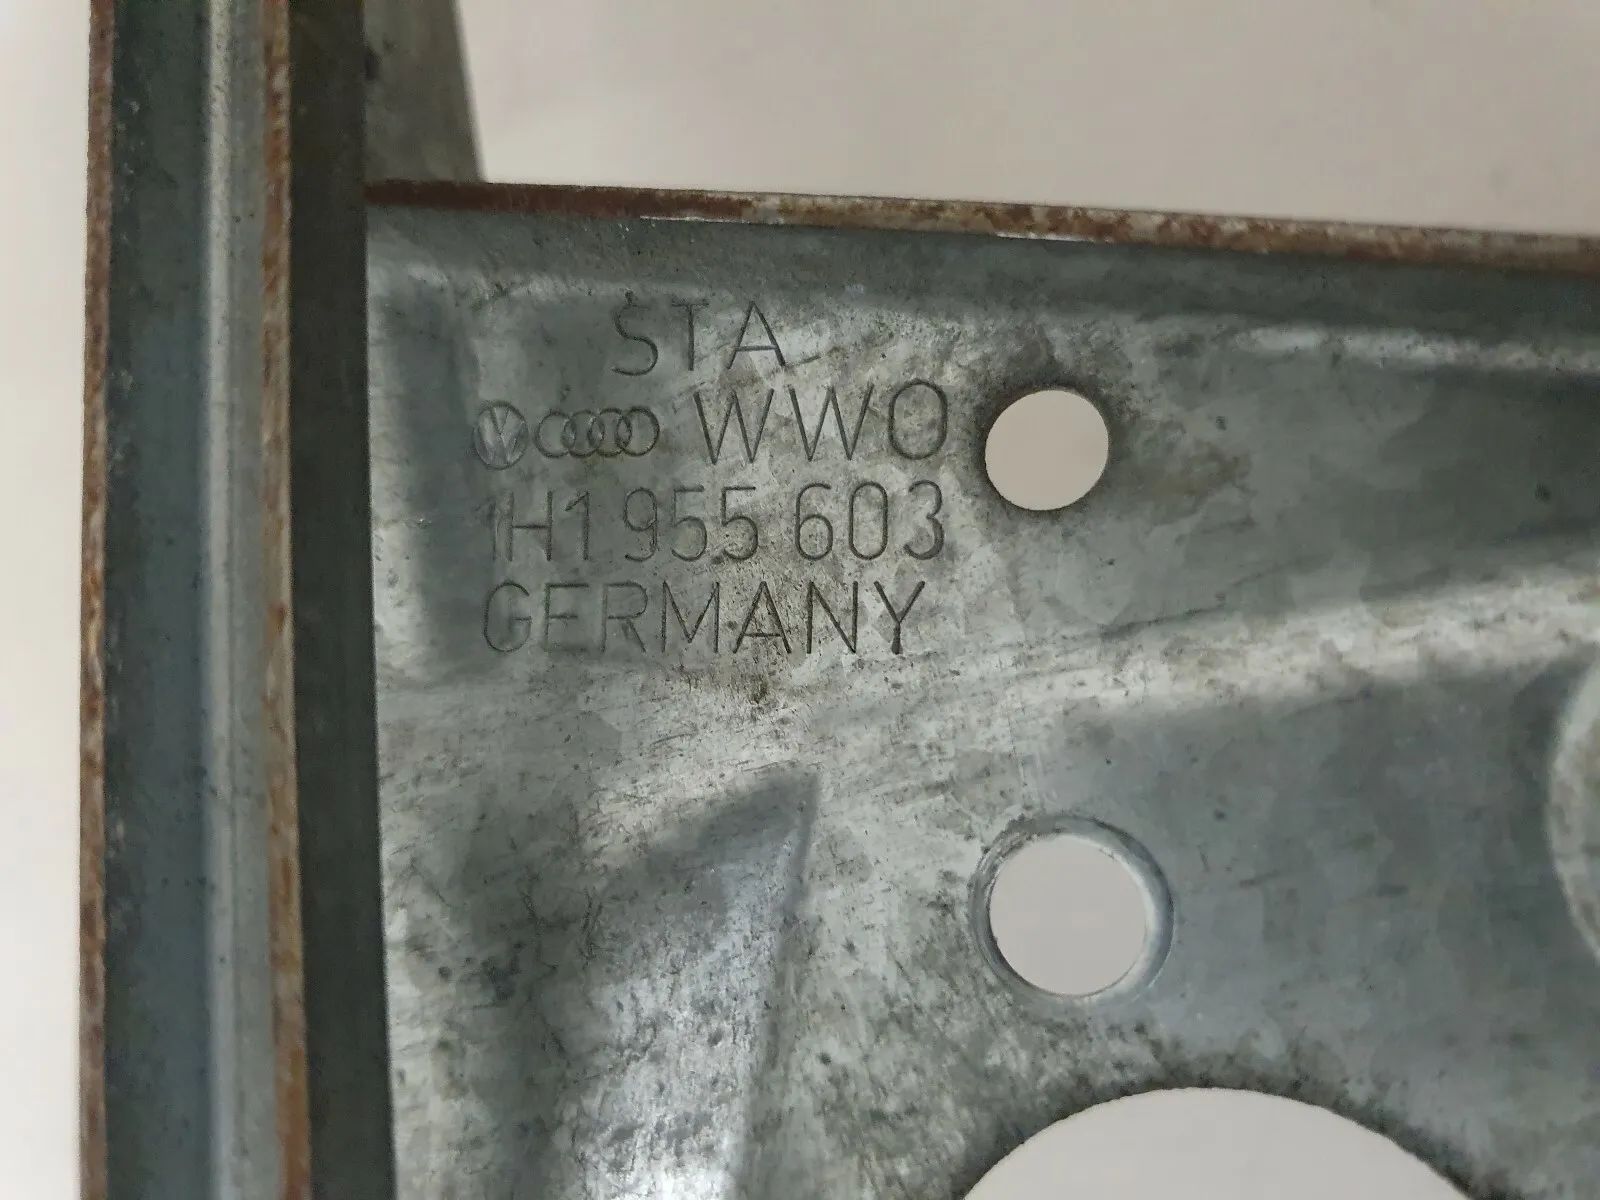 STA
WWO
1H1 955 603
GERMANY